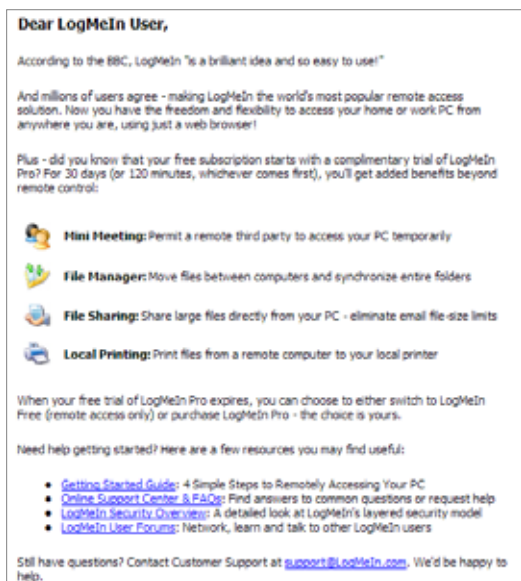 Dear LogMeIn User,
According to the BBC, LogMeIn "is a brilliant idea and so easy to use!"
And millions of users agree - making LogMeIn the world's most popular remote access
solution. Now you have the freedom and flexibility to access your home or work PC from
anywhere you are, using just a web browser!
Plus - did you know that your free subscription starts with a complimentary trial of LogMeIn
Pro? For 30 days (or 120 minutes, whichever comes first), you'll get added benefits beyond
remote control:
Mini Meeting: Permit a remote third party to access your PC temporarily
File Manager: Move files between computers and synchronize entire folders
File Sharing: Share large files directly from your PC - eliminate email file-size limits
Local Printing: Print files from a remote computer to your local printer
When your free trial of LogMeIn Pro expires, you can choose to either switch to LogMeIn
Free (remote access only) or purchase LogMeIn Pro - the choice is yours.
Need help getting started? Here are a few resources you may find useful:
• Getting Started Guide: 4 Simple Steps to Remotely Accessing Your PC
• Online Support Center & FAQs: Find answers to common questions or request help
• LogMeIn Security Overview: A detailed look at LogMeIn's layered security model
• LogMeIn User Forums: Network, learn and talk to other LogMeIn users
Still have questions? Contact Customer Support at support@LogMeIn.com. We'd be happy to
help.